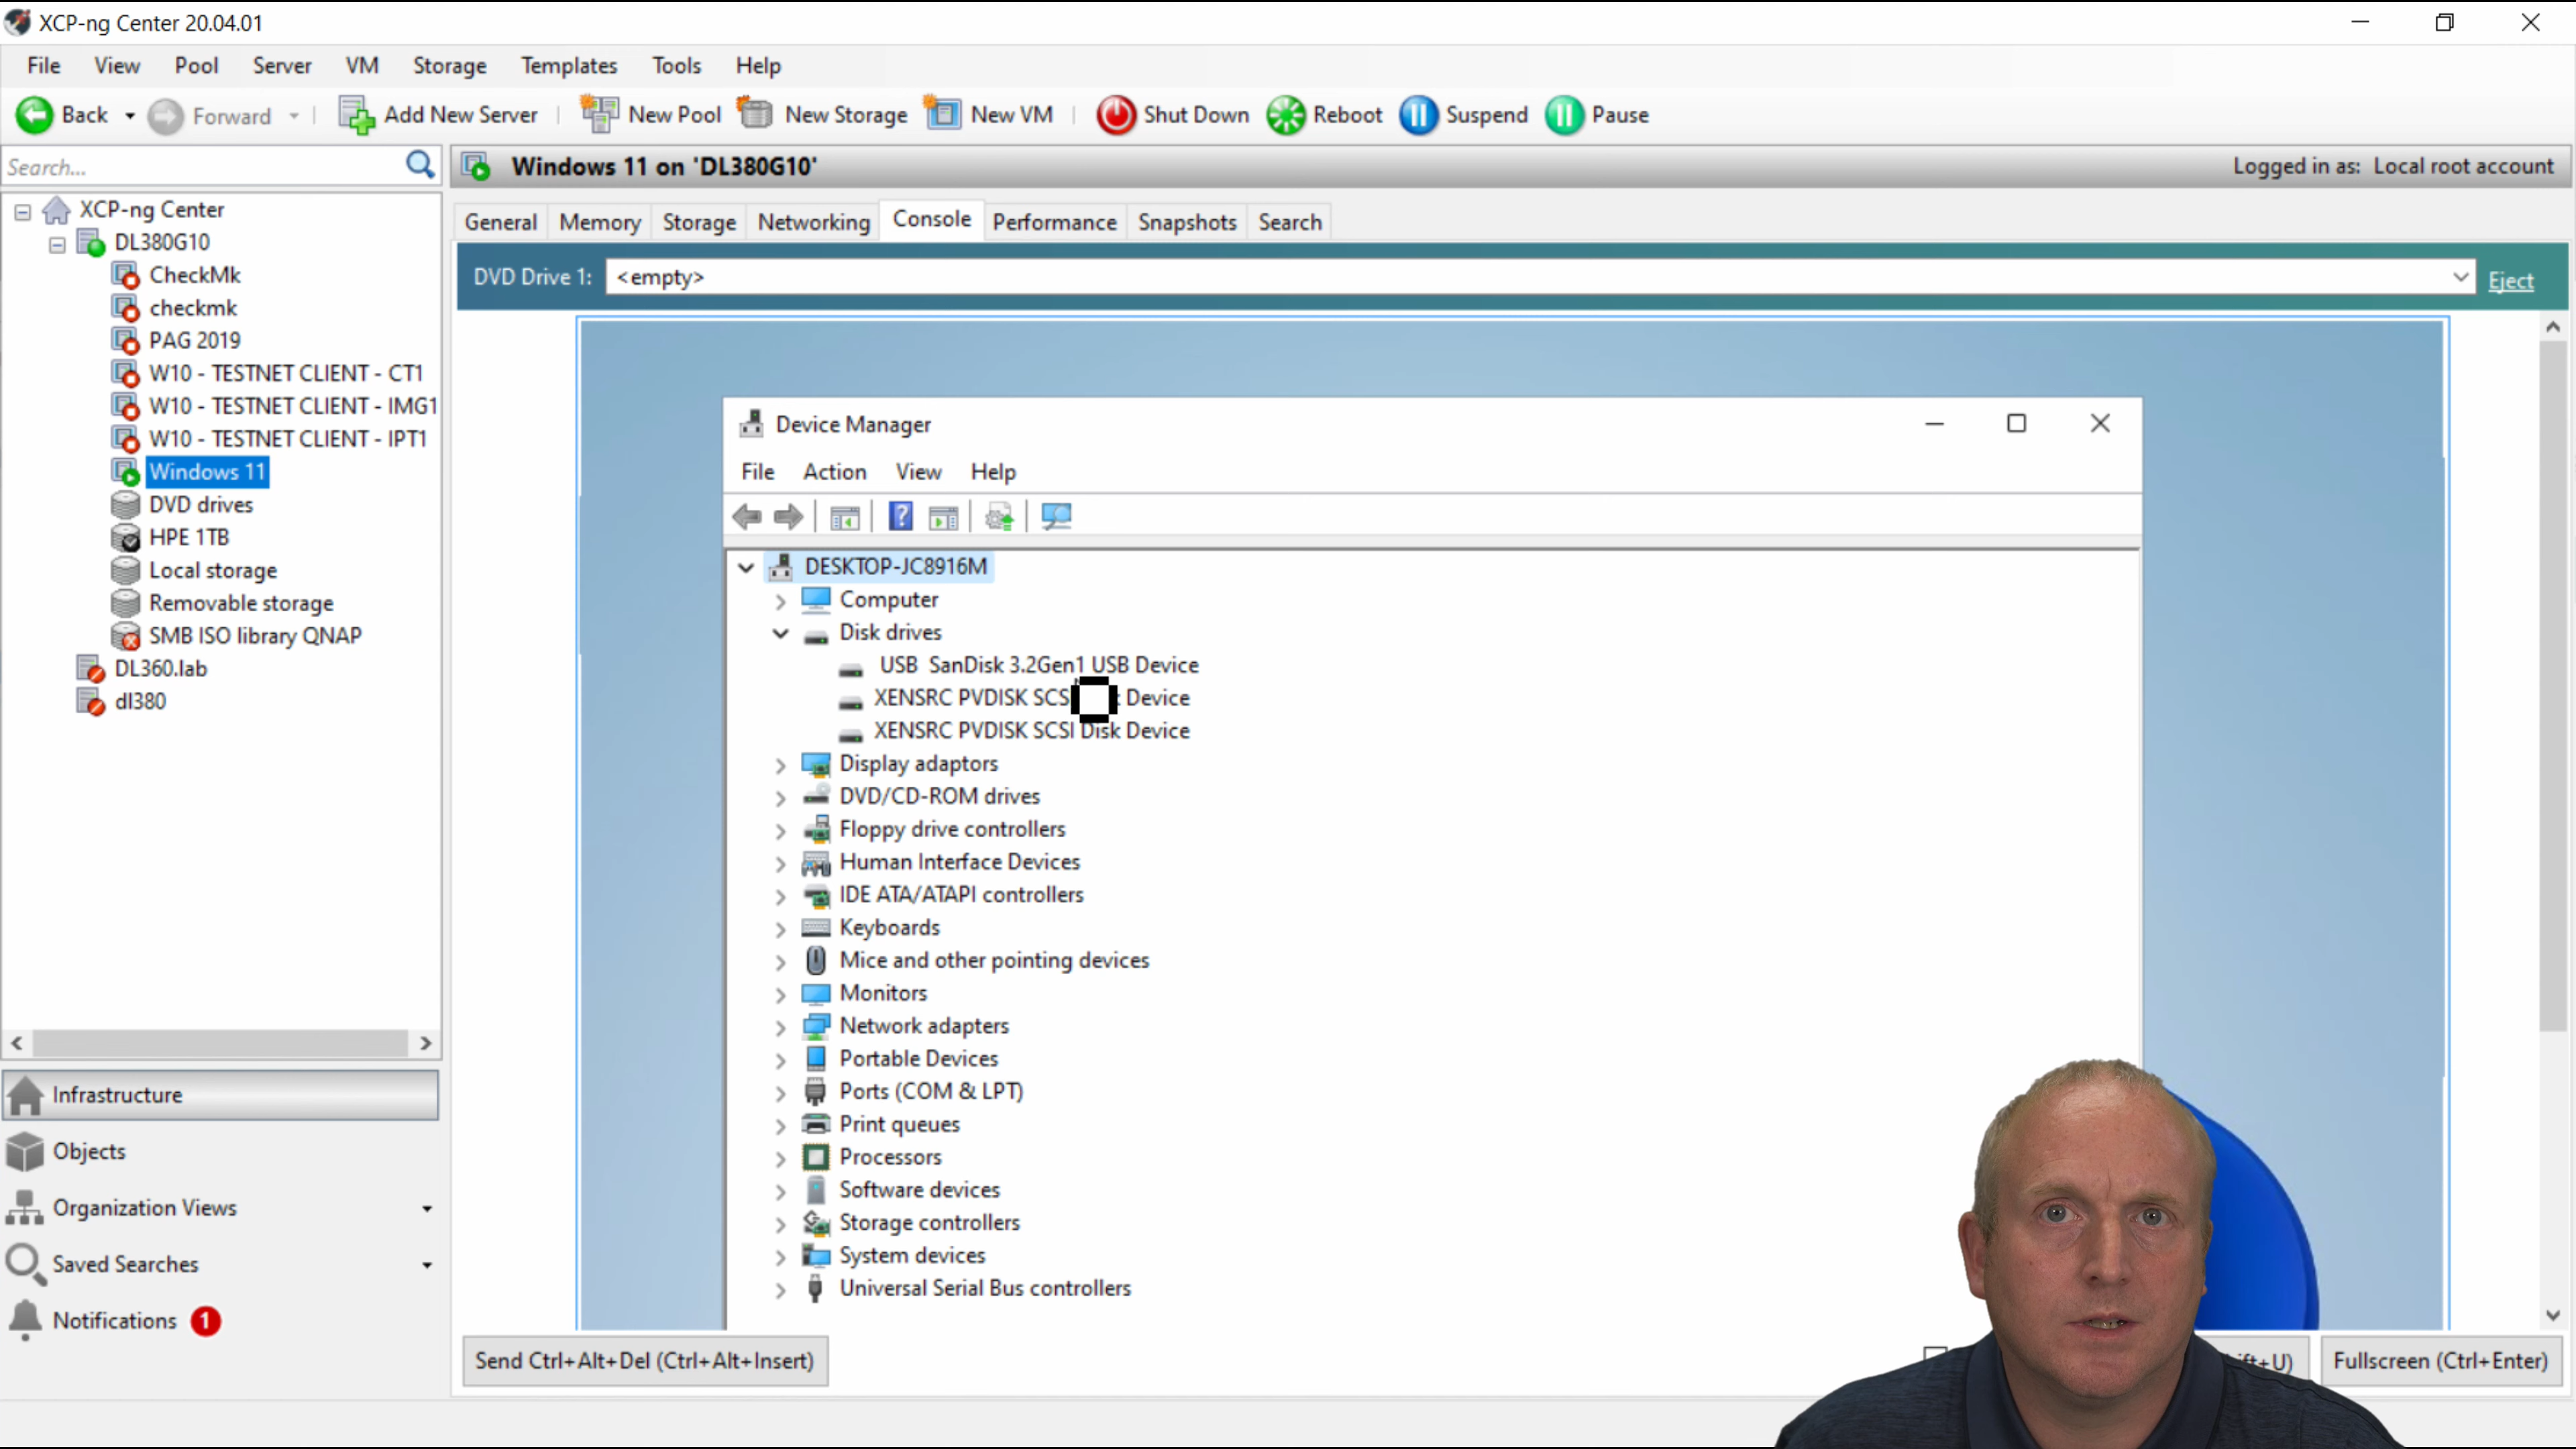 XCP-ng Center 20.04.01
File View Pool Server VM Storage Templates Tools Help
Back Forward Add New Server New Pool New Storage New VM Shut Down Reboot Suspend Pause
Search...
Windows 11 on 'DL380G10'
Logged in as: Local root account
XCP-ng Center
DL380G10
CheckMk
checkmk
PAG 2019
W10 - TESTNET CLIENT - CT1
W10 - TESTNET CLIENT - IMG1
W10 - TESTNET CLIENT - IPT1
Windows 11
DVD drives
HPE 1TB
Local storage
Removable storage
SMB ISO library QNAP
DL360.lab
dl380
Infrastructure
Objects
Organization Views
Saved Searches
Notifications 1
General Memory Storage Networking Console Performance Snapshots Search
DVD Drive 1: <empty> Eject
Device Manager
File Action View Help
DESKTOP-JC8916M
Computer
Disk drives
USB SanDisk 3.2Gen1 USB Device
XENSRC PVDISK Device
XENSRC PVDISK SCSI Disk Device
Display adaptors
DVD/CD-ROM drives
Floppy drive controllers
Human Interface Devices
IDE ATA/ATAPI controllers
Keyboards
Mice and other pointing devices
Monitors
Network adapters
Portable Devices
Ports (COM & LPT)
Print queues
Processors
Software devices
Storage controllers
System devices
Universal Serial Bus controllers
Send Ctrl+Alt+Del (Ctrl+Alt+Insert)
Fullscreen (Ctrl+Enter)